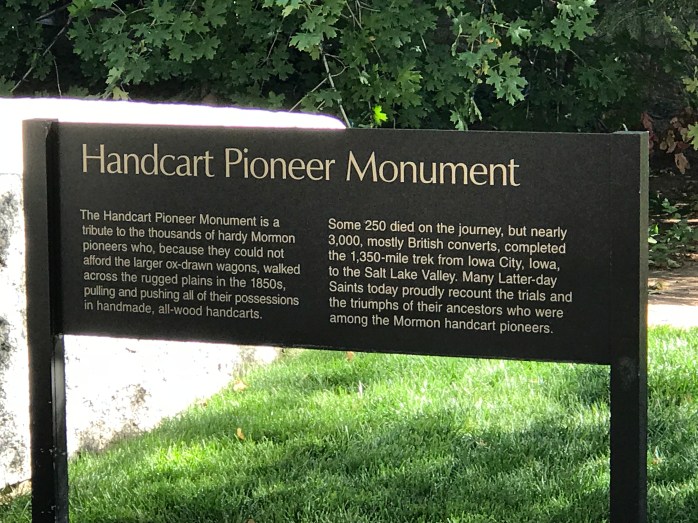 Handcart Pioneer Monument
The Handcart Pioneer Monument is a
tribute to the thousands of hardy Mormon
pioneers who, because they could not
afford the larger ox-drawn wagons, walked
across the rugged plains in the 1850s,
pulling and pushing all of their possessions
in handmade, all-wood handcarts.
Some 250 died on the journey, but nearly
3,000, mostly British converts, completed
the 1,350-mile trek from Iowa City, Iowa,
to the Salt Lake Valley. Many Latter-day
Saints today proudly recount the trials and
the triumphs of their ancestors who were
among the Mormon handcart pioneers.